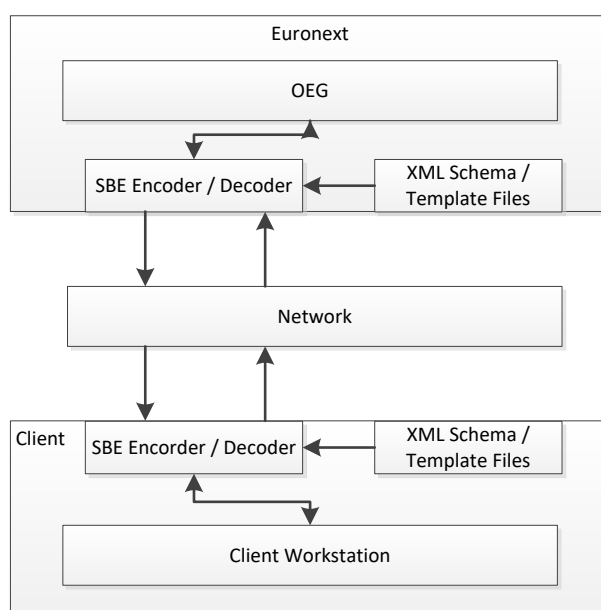 Euronext
OEG
SBE Encoder / Decoder
XML Schema /
Template Files
Network
Client
SBE Encorder / Decoder
XML Schema /
Template Files
Client Workstation